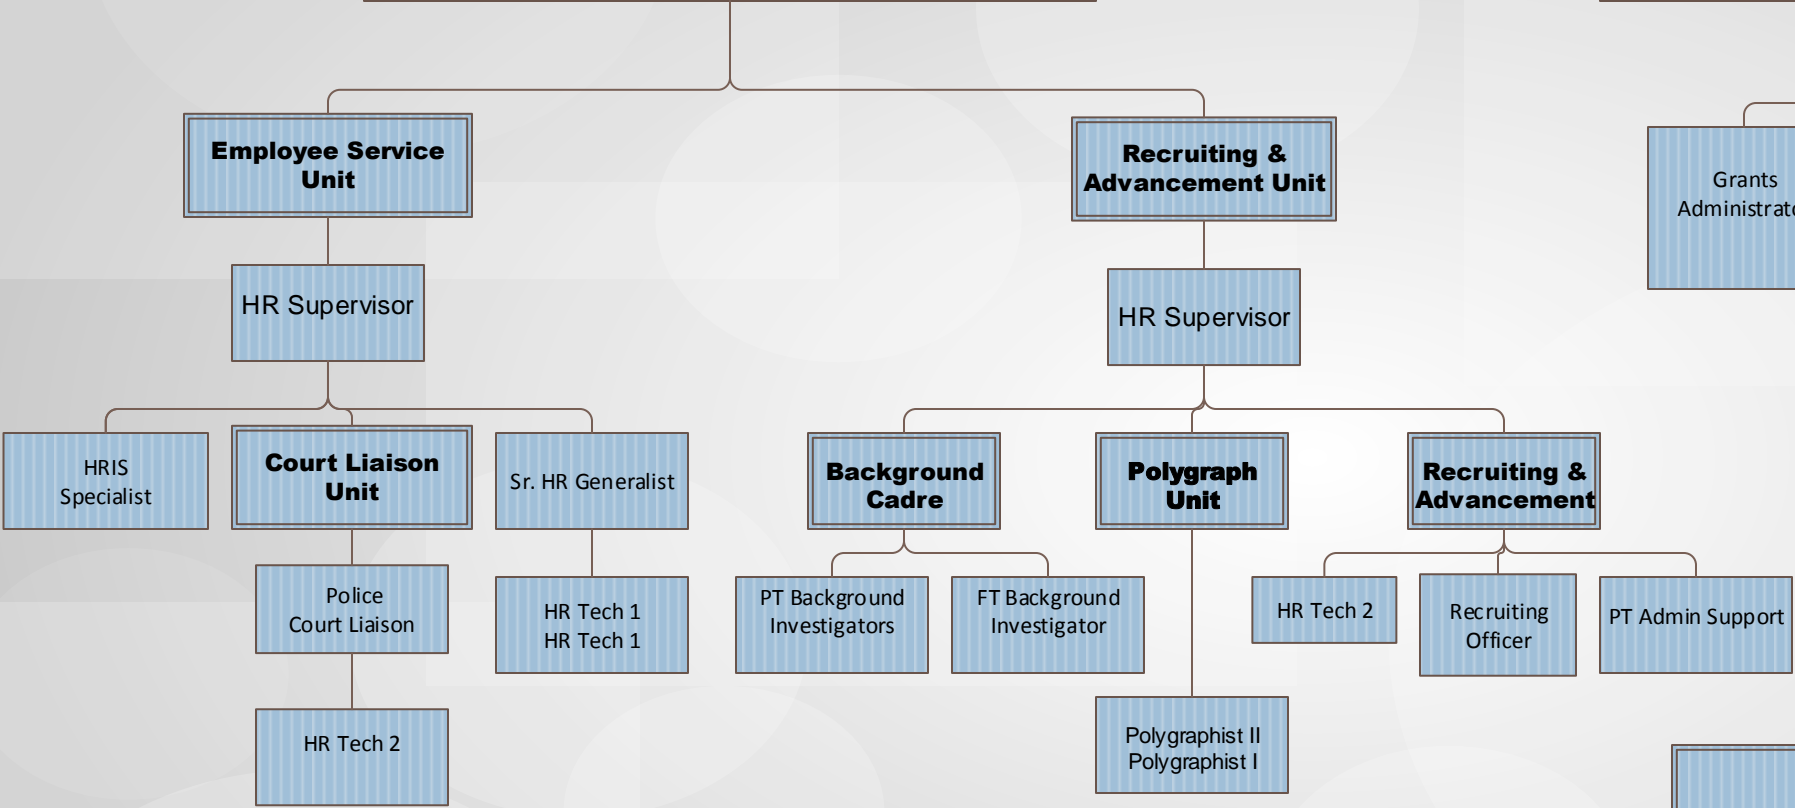 Employee Service
Unit
Recruiting &
Advancement Unit
Grants
HR Supervisor
HR Supervisor
HRIS
Specialist
Court Liaison
Unit
Sr. HR Generalist
Background
Cadre
Polygraph
Unit
Recruiting &
Advancement
Police
Court Liaison
HR Tech 1
HR Tech 1
PT Background
Investigators
FT Background
Investigator
HR Tech 2
Recruiting
Officer
PT Admin Support
HR Tech 2
Polygraphist II
Polygraphist I